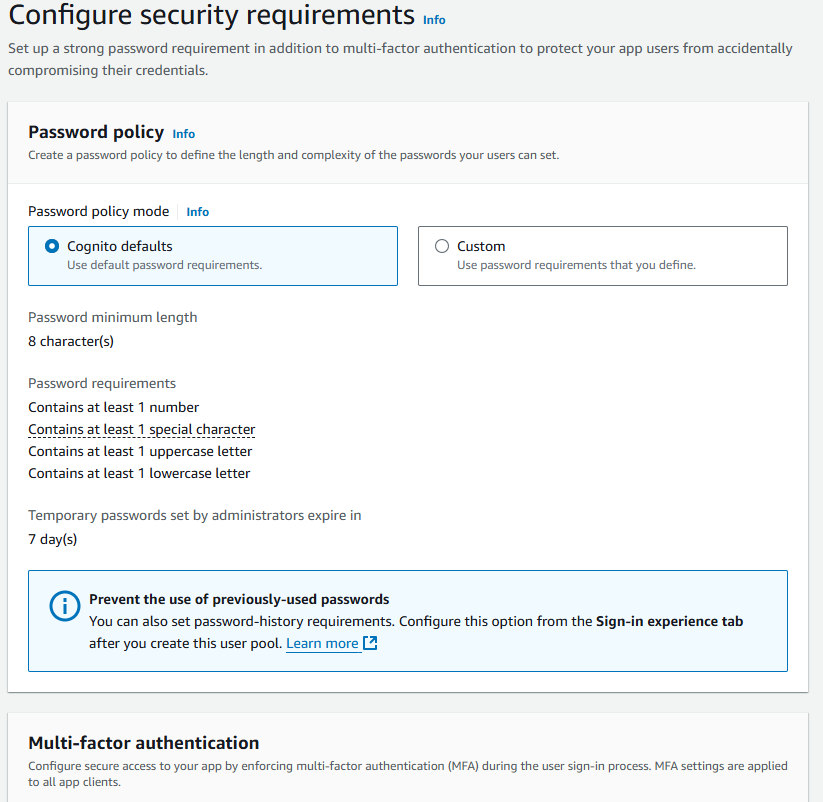 Configure security requirements Info
Set up a strong password requirement in addition to multi-factor authentication to protect your app users from accidentally
compromising their credentials.
Password policy Info
Create a password policy to define the length and complexity of the passwords your users can set.
Password policy mode Info
Cognito defaults
Use default password requirements.
Custom
Use password requirements that you define.
Password minimum length
8 character(s)
Password requirements
Contains at least 1 number
Contains at least 1 special character
Contains at least 1 uppercase letter
Contains at least 1 lowercase letter
Temporary passwords set by administrators expire in
7 day(s)
Prevent the use of previously-used passwords
You can also set password-history requirements. Configure this option from the Sign-in experience tab
after you create this user pool. Learn more
Multi-factor authentication
Configure secure access to your app by enforcing multi-factor authentication (MFA) during the user sign-in process. MFA settings are applied
to all app clients.